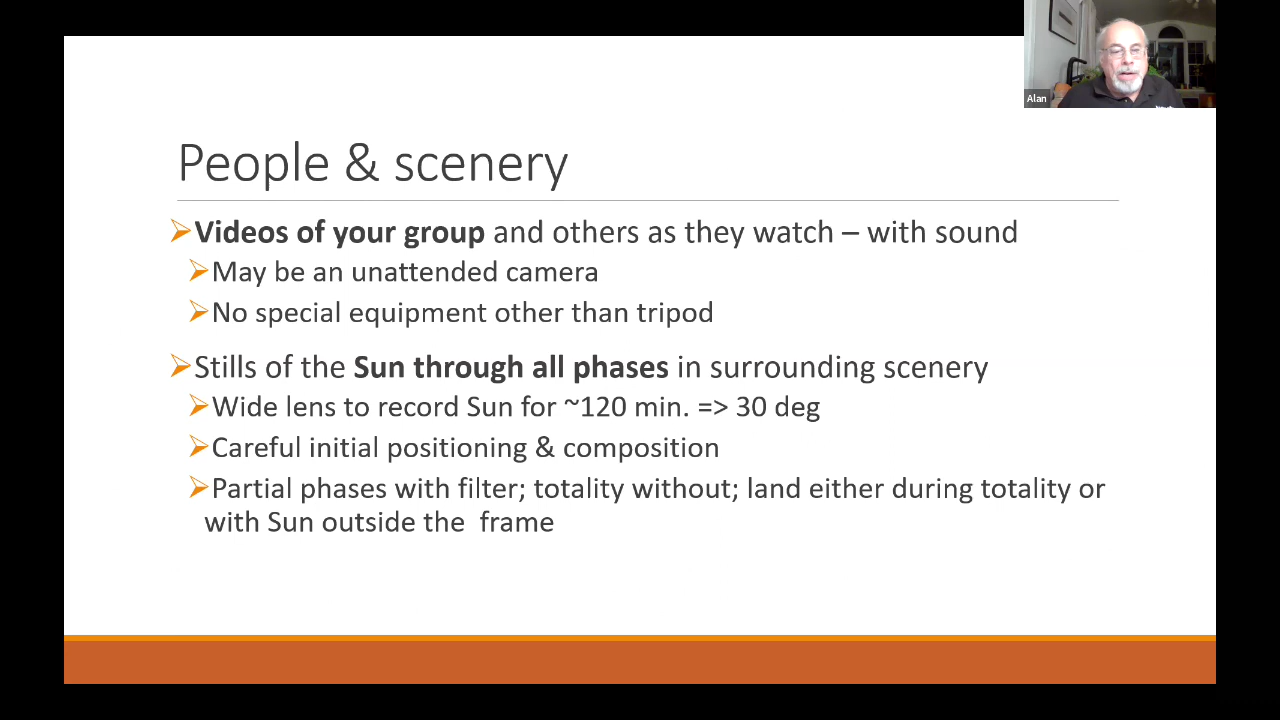 Alan
People & scenery
➢Videos of your group and others as they watch – with sound
➢May be an unattended camera
➢No special equipment other than tripod
➢Stills of the Sun through all phases in surrounding scenery
➢Wide lens to record Sun for ~120 min. => 30 deg
➢Careful initial positioning & composition
➢Partial phases with filter; totality without; land either during totality or
with Sun outside the  frame